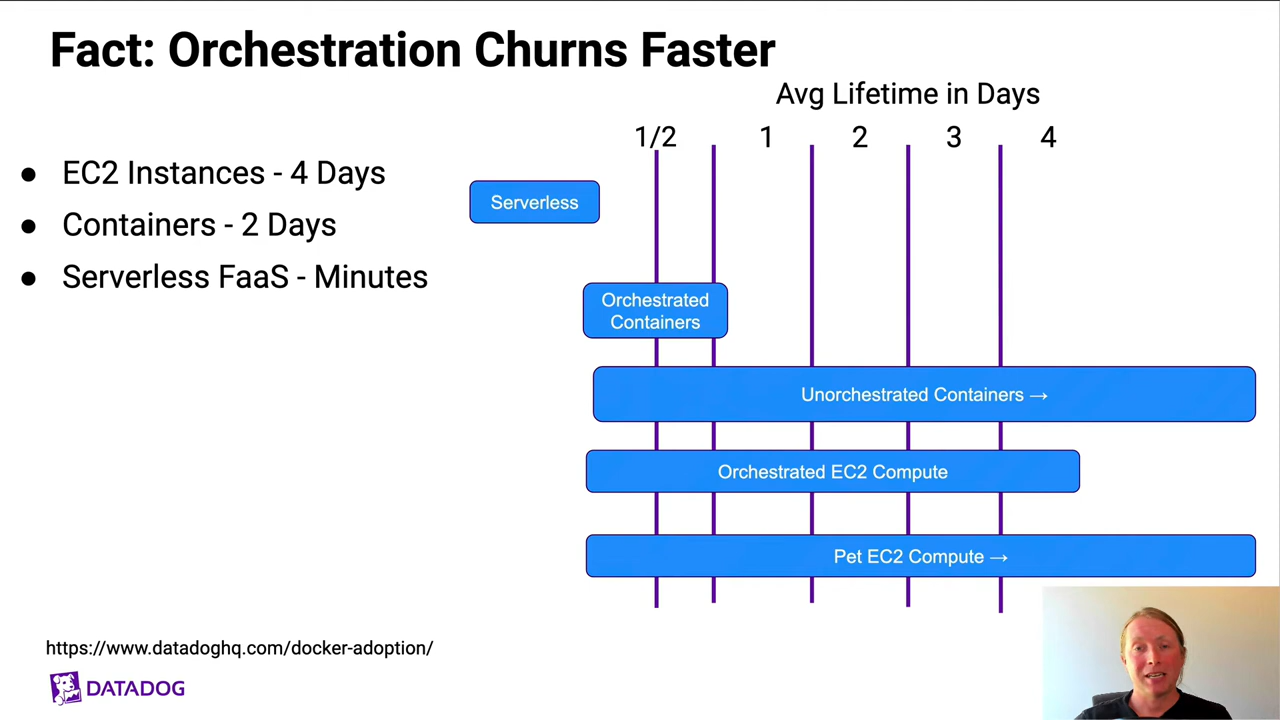 Fact: Orchestration Churns Faster
Avg Lifetime in Days
1/2 1 2 3 4
● EC2 Instances - 4 Days
● Containers - 2 Days
● Serverless FaaS - Minutes
Serverless
Orchestrated
Containers
Unorchestrated Containers →
Orchestrated EC2 Compute
Pet EC2 Compute →
https://www.datadoghq.com/docker-adoption/
DATADOG